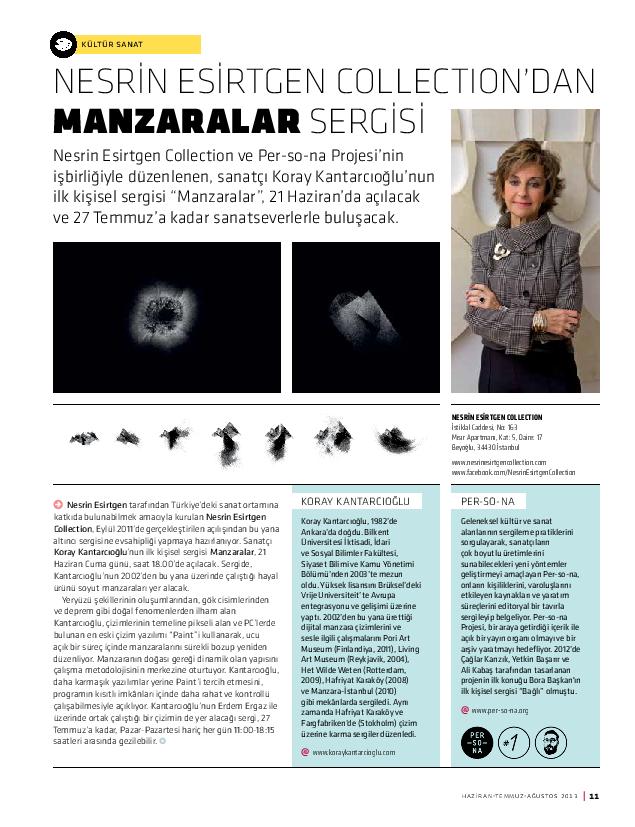 KÜLTÜR SANAT
NESRİN ESİRTGEN COLLECTION'DAN
MANZARALAR SERGİSİ
Nesrin Esirtgen Collection ve Per-so-na Projesi'nin
işbirliğiyle düzenlenen, sanatçı Koray Kantarcıoğlu'nun
ilk kişisel sergisi "Manzaralar", 21 Haziran'da açılacak
ve 27 Temmuz'a kadar sanatseverlerle buluşacak.
NESRİN ESİRTGEN COLLECTION
İstiklal Caddesi, No: 163
Mısır Apartmanı, Kat: 5, Daire: 17
Beyoğlu, 34430 İstanbul
www.nesrinesirtgencollection.com
www.facebook.com/NesrinEsirtgenCollection
Nesrin Esirtgen tarafından Türkiye'deki sanat ortamına
katkıda bulunabilmek amacıyla kurulan Nesrin Esirtgen
Collection, Eylül 2011'de gerçekleştirilen açılışından bu yana
altıncı sergisine evsahipliği yapmaya hazırlanıyor. Sanatçı
Koray Kantarcıoğlu'nun ilk kişisel sergisi Manzaralar, 21
Haziran Cuma günü, saat 18.00'de açılacak. Sergide,
Kantarcıoğlu'nun 2002'den bu yana üzerinde çalıştığı hayal
ürünü soyut manzaraları yer alacak.
Yeryüzü şekillerinin oluşumlarından, gök cisimlerinden
ve deprem gibi doğal fenomenlerden ilham alan
Kantarcıoğlu, çizimlerinin temeline pikseli alan ve PC'lerde
bulunan en eski çizim yazılımı "Paint"i kullanarak, ucu
açık bir süreç içinde manzaralarını sürekli bozup yeniden
düzenliyor. Manzaranın doğası gereği dinamik olan yapısını
çalışma metodolojisinin merkezine oturtuyor. Kantarcıoğlu,
daha karmaşık yazılımlar yerine Paint'i tercih etmesini,
programın kısıtlı imkânları içinde daha rahat ve kontrollü
çalışabilmesiyle açıklıyor. Kantarcıoğlu'nun Erdem Ergaz ile
üzerinde ortak çalıştığı bir çizimin de yer alacağı sergi, 27
Temmuz'a kadar, Pazar-Pazartesi hariç her gün 11:00-18:15
saatleri arasında gezilebilir.
KORAY KANTARCIOĞLU
Koray Kantarcıoğlu, 1982'de
Ankara'da doğdu. Bilkent
Üniversitesi İktisadi, İdari
ve Sosyal Bilimler Fakültesi,
Siyaset Bilimi ve Kamu Yönetimi
Bölümü'nden 2003'te mezun
oldu. Yüksek lisansını Brüksel'deki
Vrije Universiteit'te Avrupa
entegrasyonu ve gelişimi üzerine
yaptı. 2002'den bu yana ürettiği
dijital manzara çizimlerini ve
sesle ilgili çalışmalarını Pori Art
Museum (Finlandiya, 2011), Living
Art Museum (Reykjavik, 2004),
Het Wilde Weten (Rotterdam,
2009), Hafriyat Karaköy (2008)
ve Manzara-İstanbul (2010)
gibi mekânlarda sergiledi. Aynı
zamanda Hafriyat Karaköy ve
Fargfabriken'de (Stokholm) çizim
üzerine karma sergiler düzenledi.
@ www.koraykantarcioglu.com
PER-SO-NA
Geleneksel kültür ve sanat
alanlarının sergileme pratiklerini
sorgulayarak, sanatçıların
çok boyutlu üretimlerini
sunabilecekleri yeni yöntemler
geliştirmeyi amaçlayan Per-so-na,
onların kişiliklerini, varoluşlarını
etkileyen kaynakları ve yaratım
süreçlerini editoryal bir tavırla
sergileyip belgeliyor. Per-so-na
Projesi, bir araya getirdiği içerik ile
açık bir yayın organı olmayı ve bir
arşiv yaratmayı hedefliyor. 2012'de
Çağlar Kanzık, Yetkin Başarır ve
Ali Kabaş tarafından tasarlanan
projenin ilk konuğu Bora Başkan'ın
ilk kişisel sergisi "Bağlı" olmuştu.
@ www.per-so-na.org
PER
-SO-
NA
#1
HAZİRAN-TEMMUZ-AĞUSTOS 2013 | 11